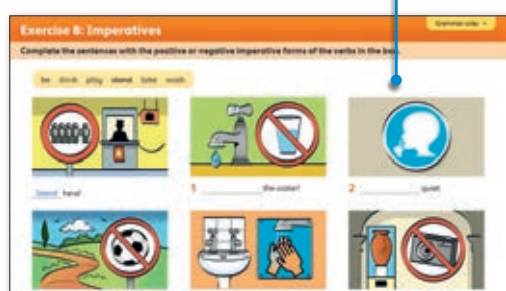 Exercise 8: Imperatives
Grammar rules
Complete the sentences with the positive or negative imperative forms of the verbs in the box.
be drink play stand take wash
Stand here!
1 the water!
2 quiet